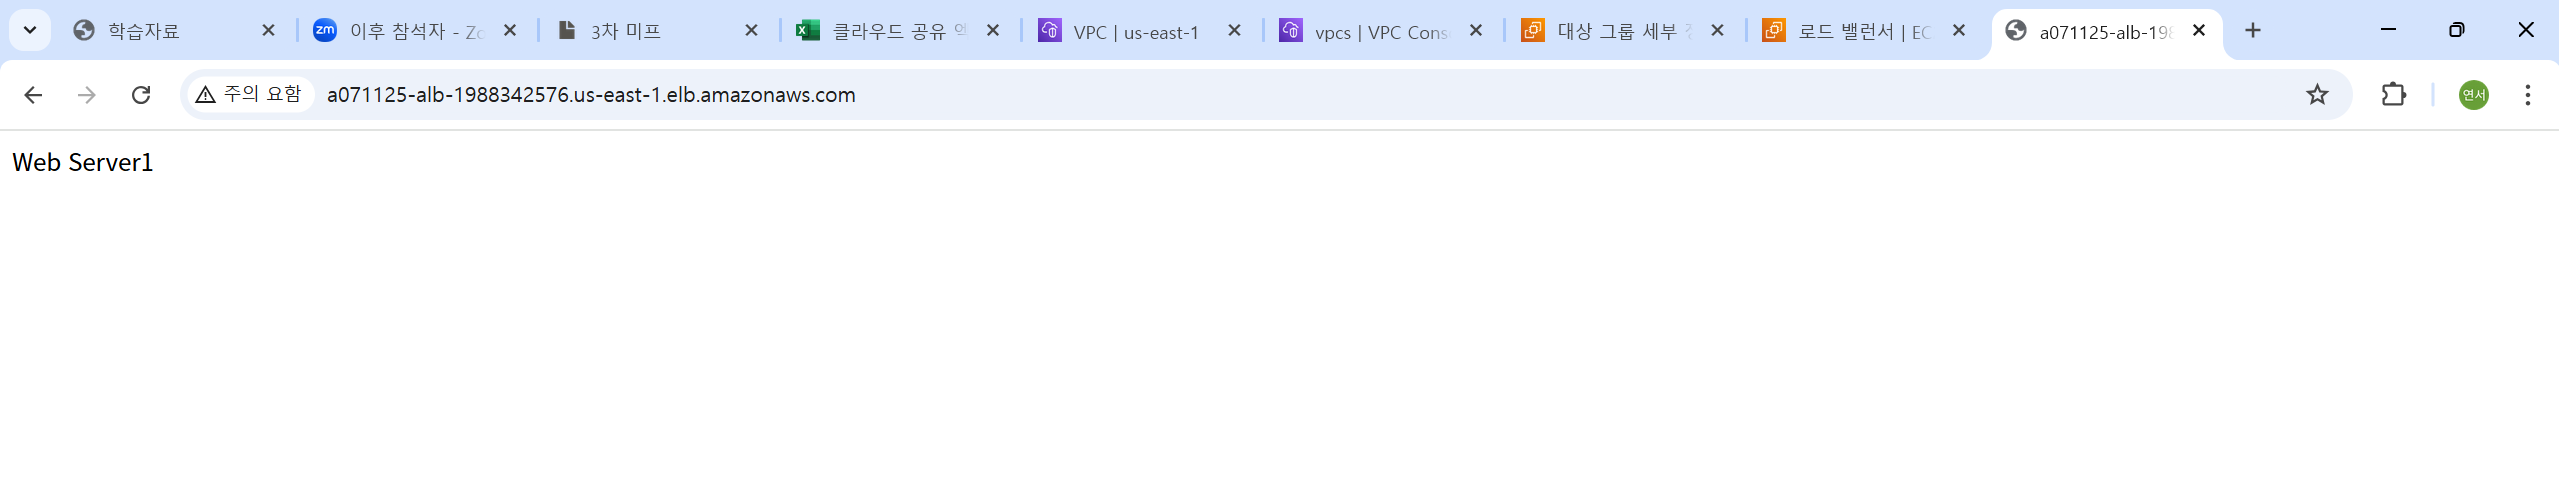 학습자료
zm 이후 참석자 - Zo
3차 미프
클라우드 공유
VPC | us-east-1
vpcs | VPC Cons
대상 그룹 세부
로드 밸런서 | EC
a071125-alb-198
주의 요함
a071125-alb-1988342576.us-east-1.elb.amazonaws.com
연서
Web Server1